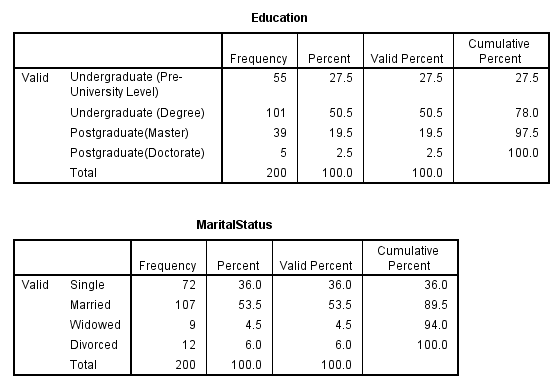 Education
Frequency Percent Valid Percent Cumulative Percent
Valid Undergraduate (Pre-University Level) 55 27.5 27.5 27.5
Undergraduate (Degree) 101 50.5 50.5 78.0
Postgraduate(Master) 39 19.5 19.5 97.5
Postgraduate(Doctorate) 5 2.5 2.5 100.0
Total 200 100.0 100.0
MaritalStatus
Frequency Percent Valid Percent Cumulative Percent
Valid Single 72 36.0 36.0 36.0
Married 107 53.5 53.5 89.5
Widowed 9 4.5 4.5 94.0
Divorced 12 6.0 6.0 100.0
Total 200 100.0 100.0